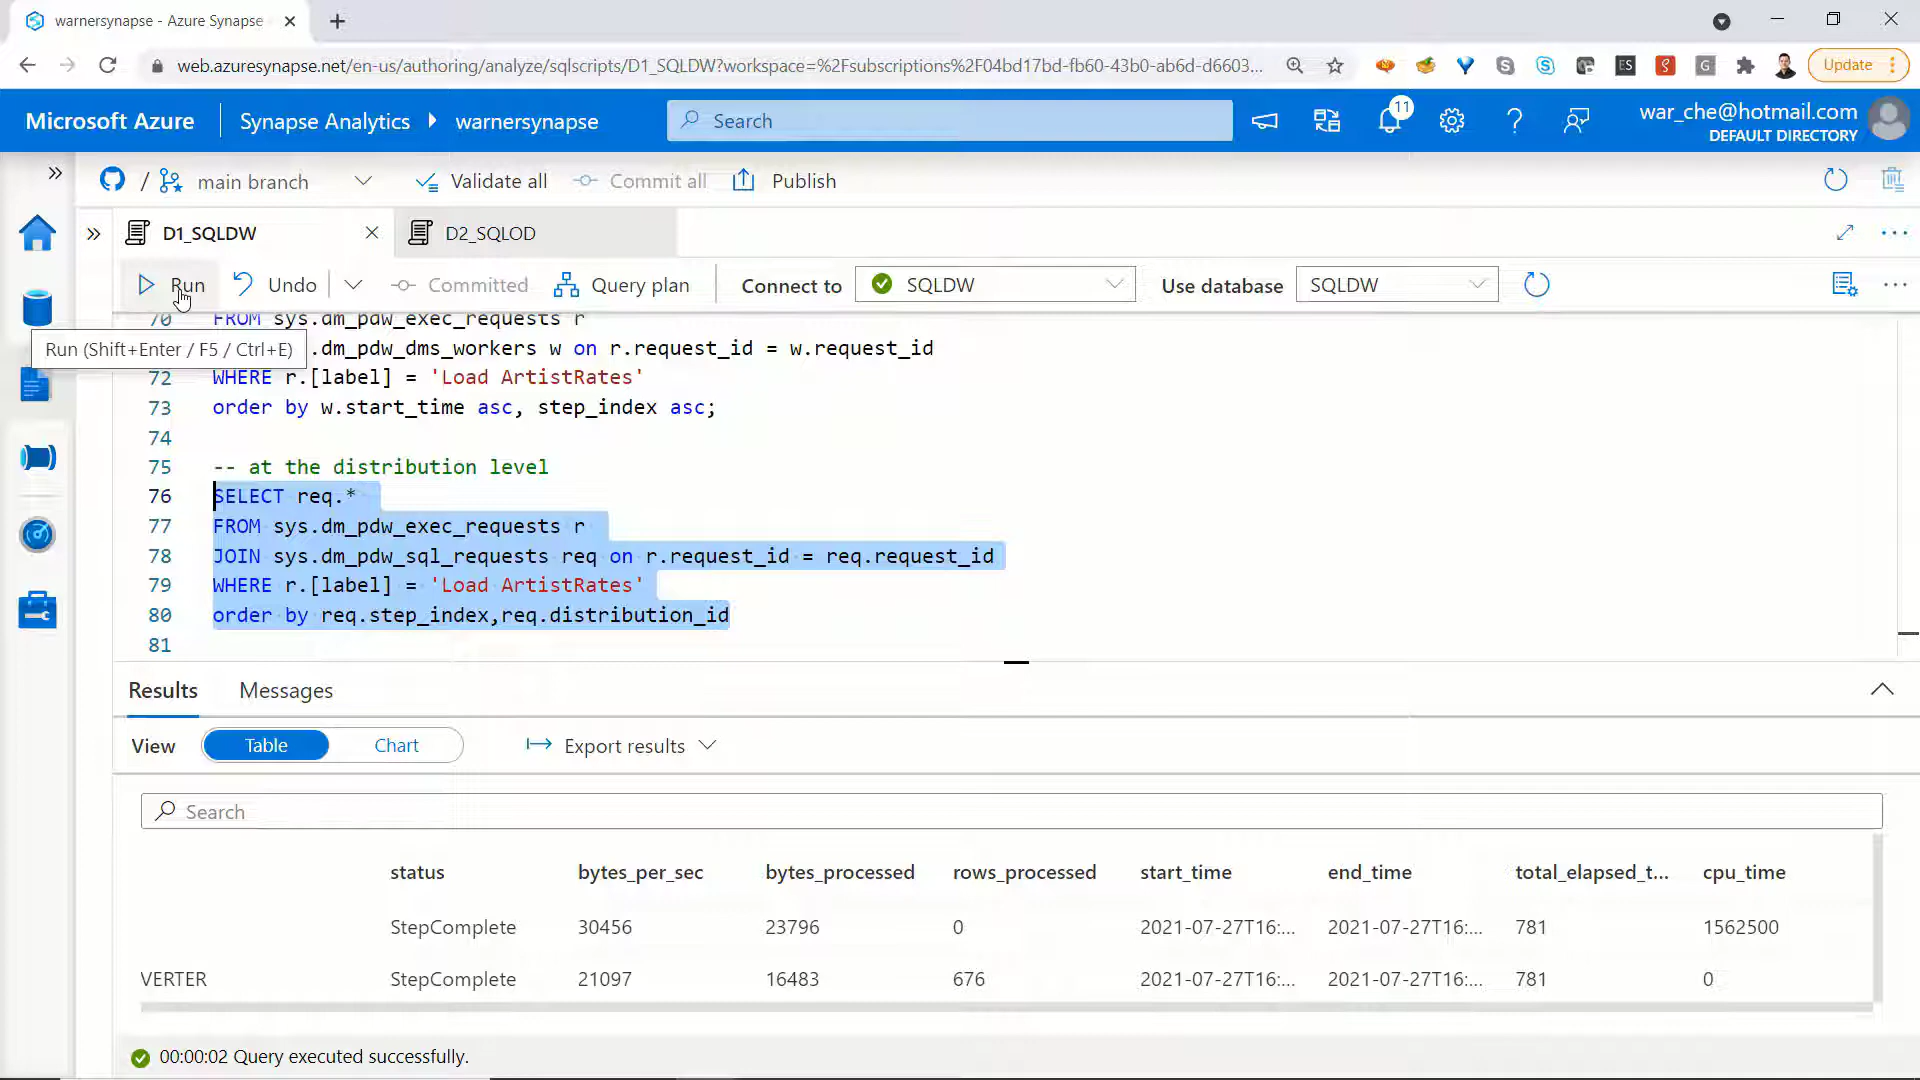 warnersynapse - Azure Synapse
web.azuresynapse.net/en-us/authoring/analyze/sqlscripts/D1_SQLDW?workspace=%2Fsubscriptions%2F04bd17bd-fb60-43b0-ab6d-d6603...
ES
S
G
Update
Microsoft Azure
Synapse Analytics
warnersynapse
Search
11
war_che@hotmail.com
DEFAULT DIRECTORY
/
main branch
Validate all
Commit all
Publish
D1_SQLDW
D2_SQLOD
Run
Undo
Committed
Query plan
Connect to
SQLDW
Use database
SQLDW
70 FROM sys.dm_pdw_exec_requests r
Run (Shift+Enter / F5 / Ctrl+E)
.dm_pdw_dms_workers w on r.request_id = w.request_id
72 WHERE r.[label] = 'Load ArtistRates'
73 order by w.start_time asc, step_index asc;
74
75 -- at the distribution level
76 SELECT req.*
77 FROM sys.dm_pdw_exec_requests r
78 JOIN sys.dm_pdw_sql_requests req on r.request_id = req.request_id
79 WHERE r.[label] = 'Load ArtistRates'
80 order by req.step_index,req.distribution_id
81
Results
Messages
View
Table
Chart
Export results
Search
status bytes_per_sec bytes_processed rows_processed start_time end_time total_elapsed_t... cpu_time
StepComplete 30456 23796 0 2021-07-27T16:... 2021-07-27T16:... 781 1562500
VERTER StepComplete 21097 16483 676 2021-07-27T16:... 2021-07-27T16:... 781 0
00:00:02 Query executed successfully.